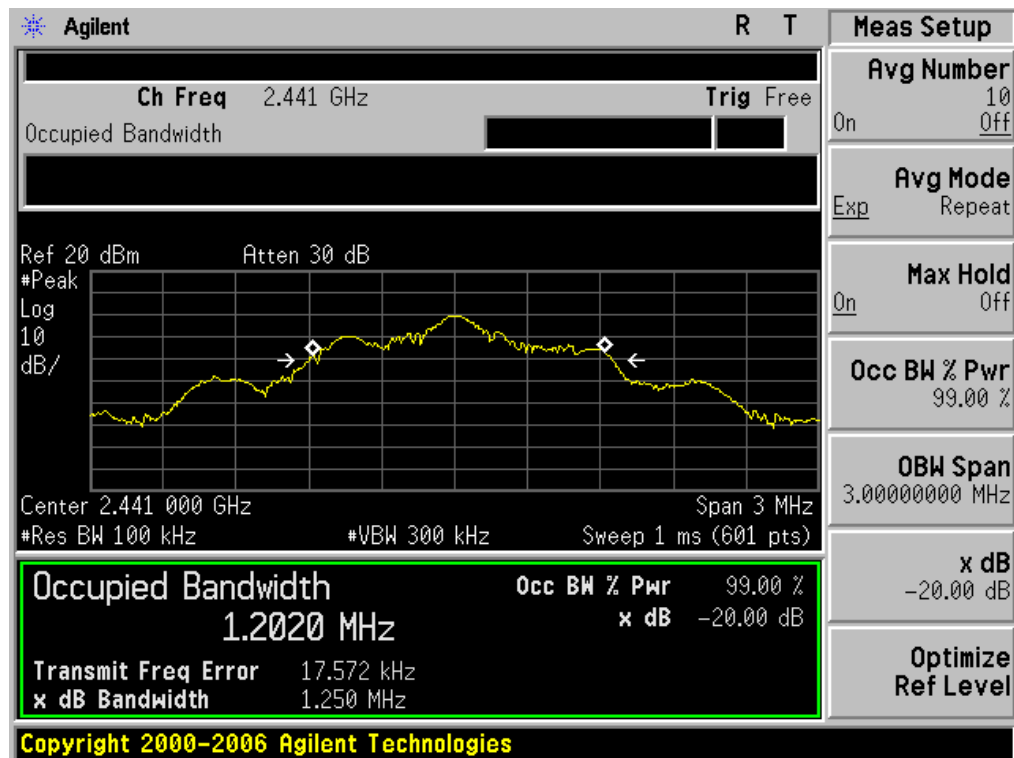 Agilent R T
Meas Setup
Ch Freq 2.441 GHz Trig Free
Occupied Bandwidth
Ref 20 dBm Atten 30 dB
#Peak
Log
10
dB/
Center 2.441 000 GHz Span 3 MHz
#Res BW 100 kHz #VBW 300 kHz Sweep 1 ms (601 pts)
Occupied Bandwidth
1.2020 MHz
Occ BW % Pwr 99.00 %
x dB -20.00 dB
Transmit Freq Error 17.572 kHz
x dB Bandwidth 1.250 MHz
Avg Number
10
On Off
Avg Mode
Exp Repeat
Max Hold
On Off
Occ BW % Pwr
99.00 %
OBW Span
3.00000000 MHz
x dB
-20.00 dB
Optimize
Ref Level
Copyright 2000-2006 Agilent Technologies